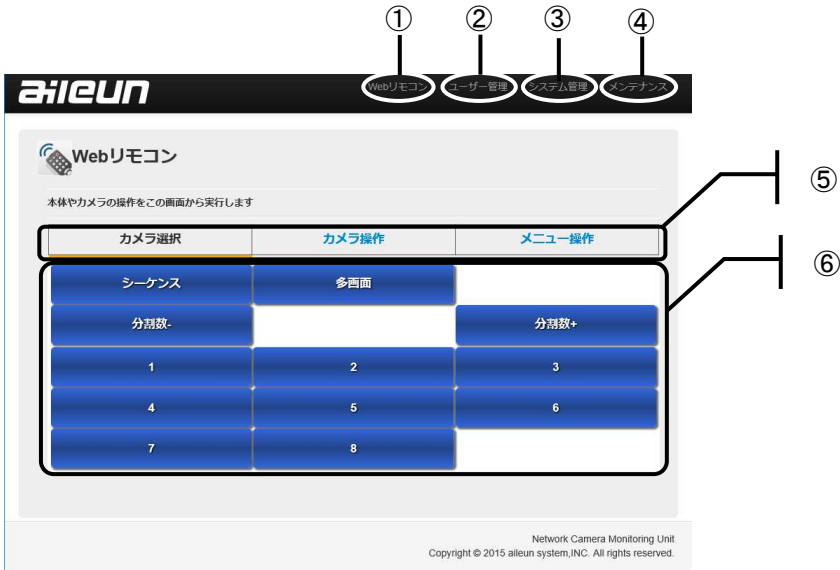 ① ② ③ ④
aileun
Webリモコン ユーザー管理 システム管理 メンテナンス
Webリモコン
本体やカメラの操作をこの画面から実行します
⑤
カメラ選択 カメラ操作 メニュー操作
⑥
シーケンス 多画面
分割数- 分割数+
1 2 3
4 5 6
7 8
Network Camera Monitoring Unit
Copyright © 2015 aileun system,INC. All rights reserved.